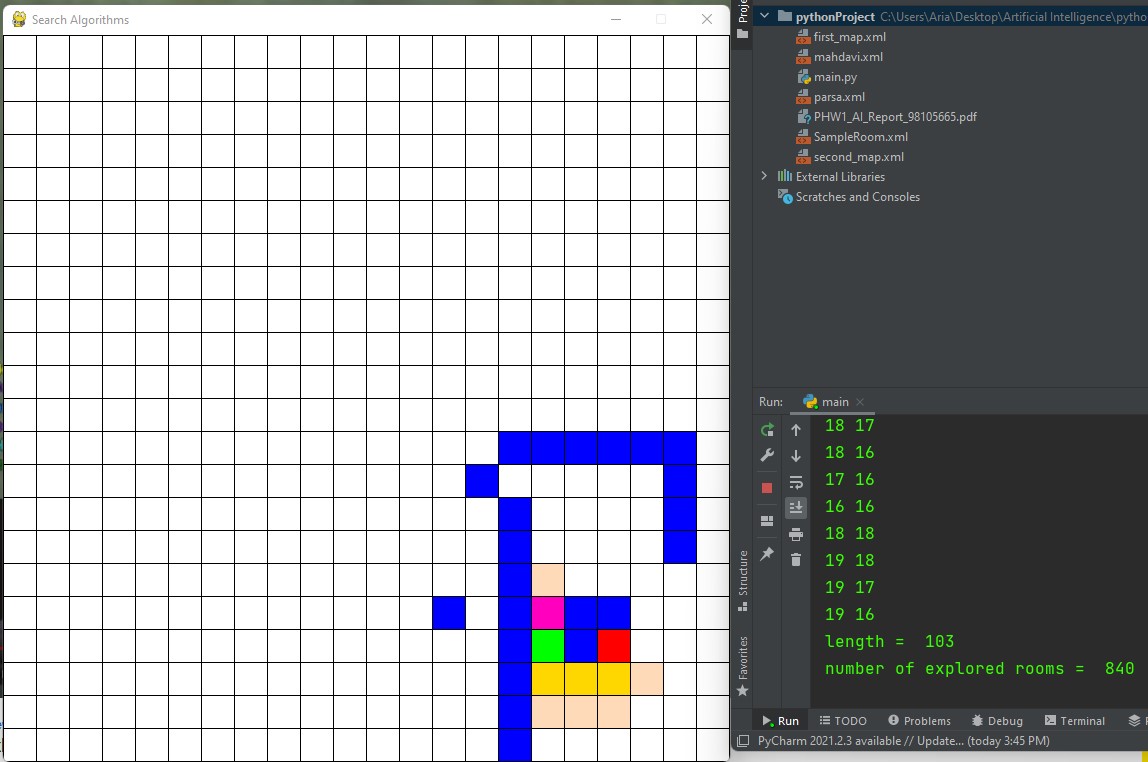 Search Algorithms
pythonProject C:\Users\Aria\Desktop\Artificial Intelligence\pytho
first_map.xml
mahdavi.xml
main.py
parsa.xml
PHW1_AI_Report_98105665.pdf
SampleRoom.xml
second_map.xml
External Libraries
Scratches and Consoles
Proje
Run: main
18 17
18 16
17 16
16 16
18 18
19 18
19 17
19 16
length = 103
number of explored rooms = 840
Structure
Favorites
Run TODO Problems Debug Terminal
PyCharm 2021.2.3 available // Update... (today 3:45 PM)